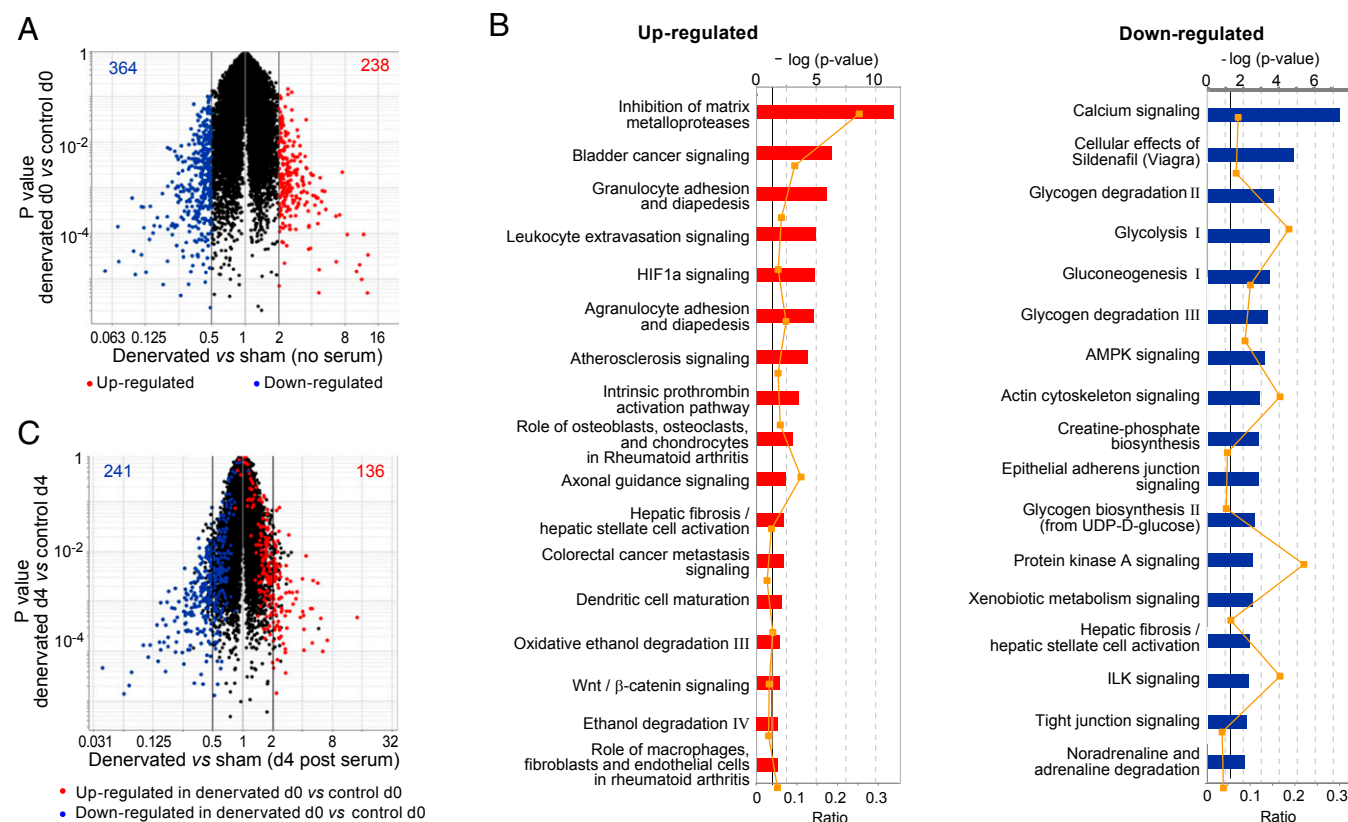 A
P value
denervated d0 vs control d0
364
238
1
10-2
10-4
0.063 0.125 0.5 1 2 8 16
Denervated vs sham (no serum)
Up-regulated
Down-regulated
B
Up-regulated
− log (p-value)
0 5 10
Inhibition of matrix
metalloproteases
Bladder cancer signaling
Granulocyte adhesion
and diapedesis
Leukocyte extravasation signaling
HIF1a signaling
Agranulocyte adhesion
and diapedesis
Atherosclerosis signaling
Intrinsic prothrombin
activation pathway
Role of osteoblasts, osteoclasts,
and chondrocytes
in Rheumatoid arthritis
Axonal guidance signaling
Hepatic fibrosis /
hepatic stellate cell activation
Colorectal cancer metastasis
signaling
Dendritic cell maturation
Oxidative ethanol degradation III
Wnt / β-catenin signaling
Ethanol degradation IV
Role of macrophages,
fibroblasts and endothelial cells
in rheumatoid arthritis
0 0.1 0.2 0.3
Ratio
Down-regulated
− log (p-value)
0 2 4 6
Calcium signaling
Cellular effects of
Sildenafil (Viagra)
Glycogen degradation II
Glycolysis I
Gluconeogenesis I
Glycogen degradation III
AMPK signaling
Actin cytoskeleton signaling
Creatine-phosphate
biosynthesis
Epithelial adherens junction
signaling
Glycogen biosynthesis II
(from UDP-D-glucose)
Protein kinase A signaling
Xenobiotic metabolism signaling
Hepatic fibrosis /
hepatic stellate cell activation
ILK signaling
Tight junction signaling
Noradrenaline and
adrenaline degradation
0 0.1 0.2 0.3
Ratio
C
P value
denervated d4 vs control d4
241
136
1
10-2
10-4
0.031 0.125 0.5 1 2 8 32
Denervated vs sham (d4 post serum)
Up-regulated in denervated d0 vs control d0
Down-regulated in denervated d0 vs control d0